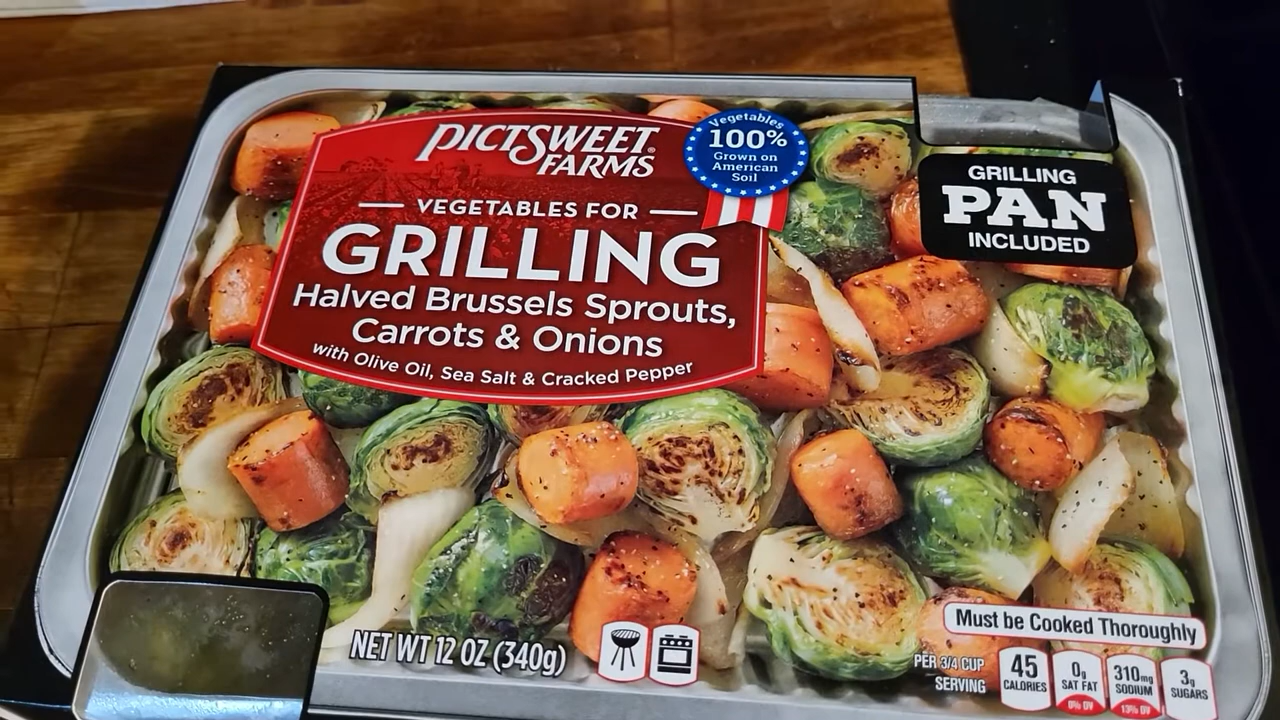 PICTSWEET®
FARMS
VEGETABLES FOR
GRILLING
Halved Brussels Sprouts,
Carrots & Onions
with Olive Oil, Sea Salt & Cracked Pepper
Vegetables
100%
Grown on
American
Soil
GRILLING
PAN
INCLUDED
NET WT 12 OZ (340g)
Must be Cooked Thoroughly
PER 3/4 CUP
SERVING
45
CALORIES
0g
SAT FAT
0% DV
310mg
SODIUM
13% DV
3g
SUGARS